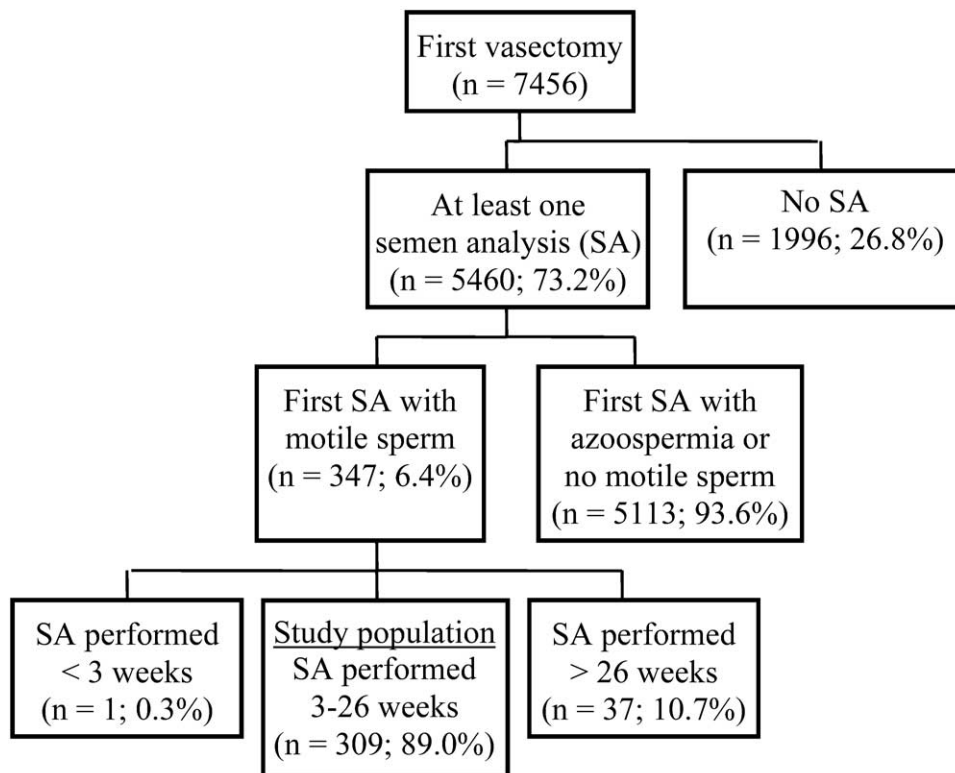 First vasectomy
(n = 7456)
At least one
semen analysis (SA)
(n = 5460; 73.2%)
No SA
(n = 1996; 26.8%)
First SA with
motile sperm
(n = 347; 6.4%)
First SA with
azoospermia or
no motile sperm
(n = 5113; 93.6%)
SA performed
< 3 weeks
(n = 1; 0.3%)
Study population
SA performed
3-26 weeks
(n = 309; 89.0%)
SA performed
> 26 weeks
(n = 37; 10.7%)